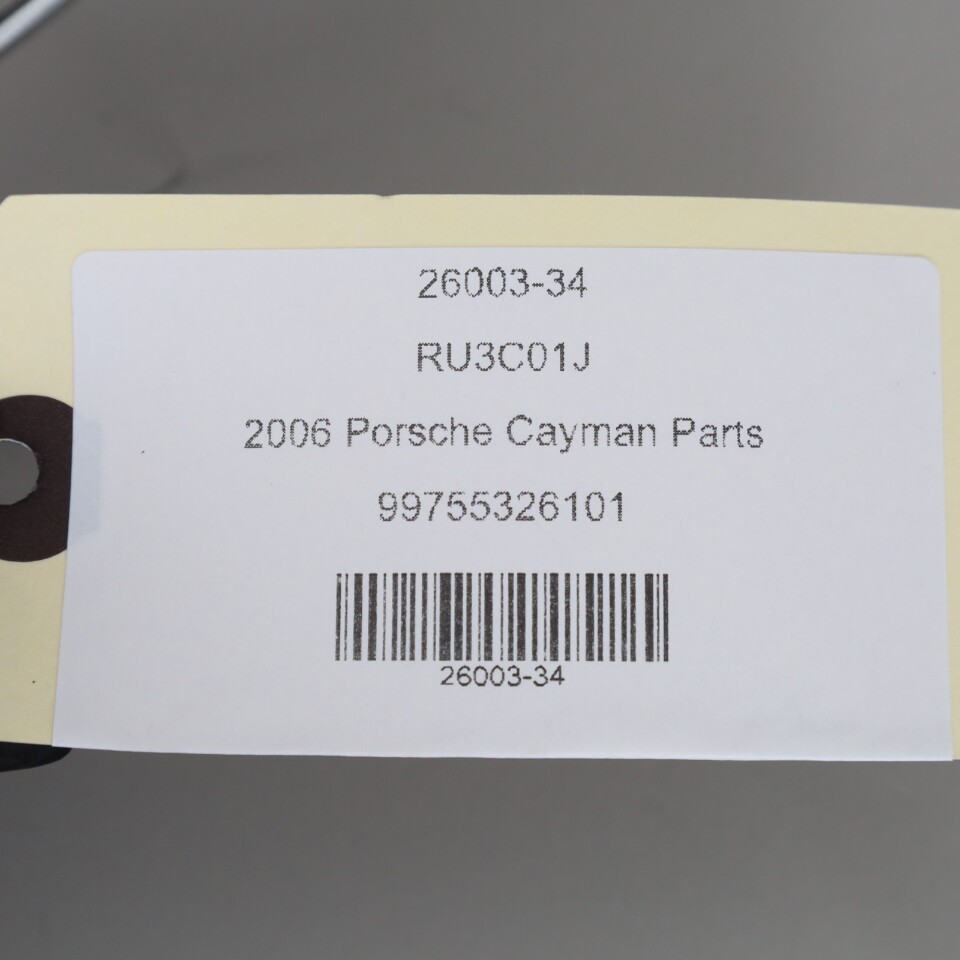 26003-34
RU3C01J
2006 Porsche Cayman Parts
99755326101
26003-34